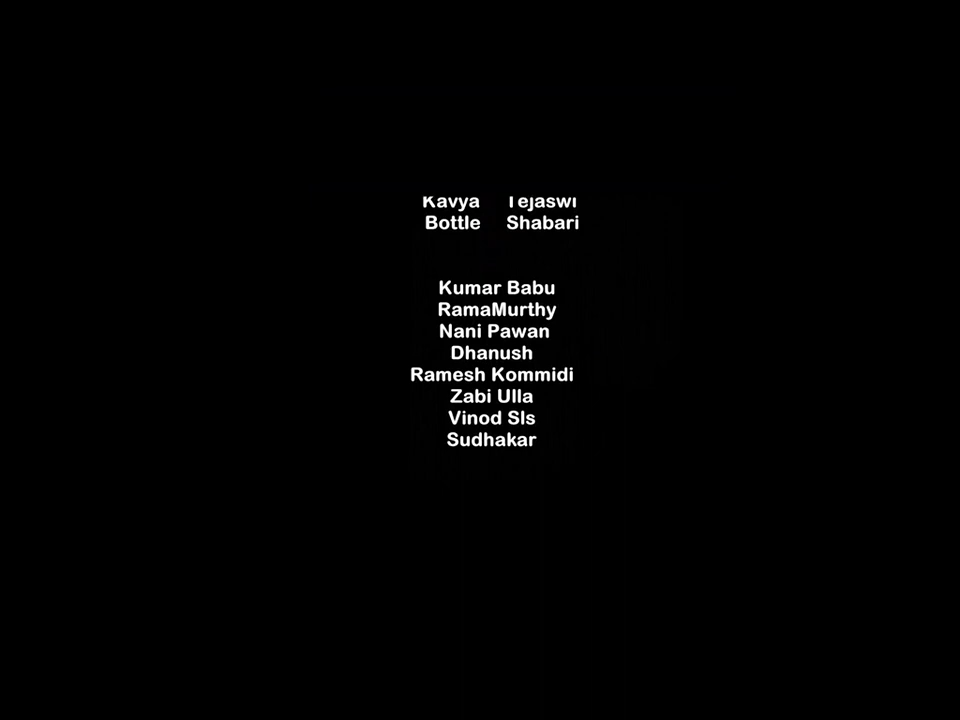 Kavya Tejaswi
Bottle Shabari
Kumar Babu
RamaMurthy
Nani Pawan
Dhanush
Ramesh Kommidi
Zabi Ulla
Vinod Sls
Sudhakar